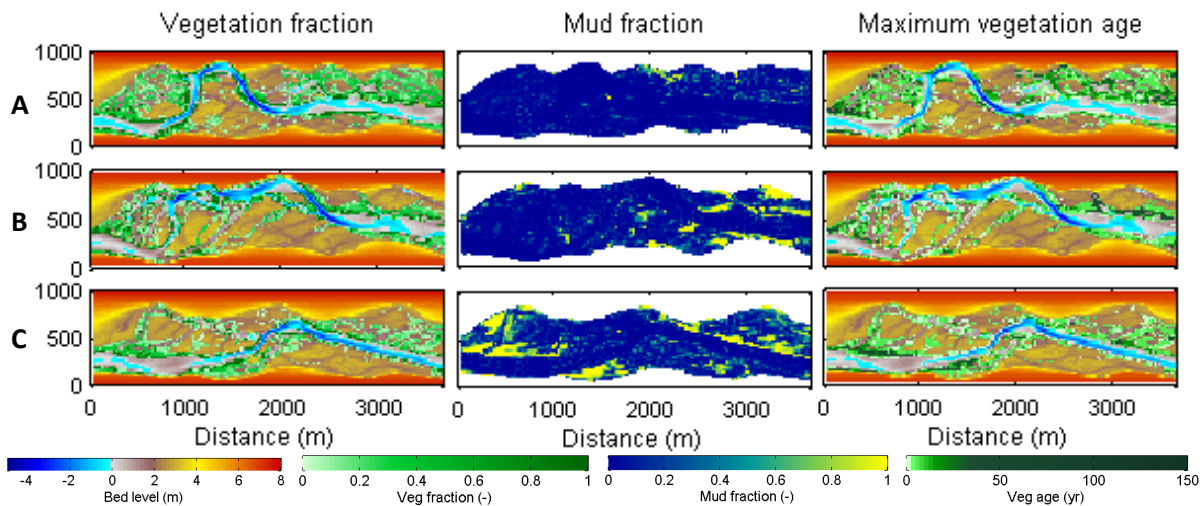 Vegetation fraction Mud fraction Maximum vegetation age
1000
A 500
0
1000
B 500
0
1000
C 500
0
0 1000 2000 3000 0 1000 2000 3000 0 1000 2000 3000
Distance (m) Distance (m) Distance (m)
-4 -2 0 2 4 6 8 0 0.2 0.4 0.6 0.8 1 0 0.2 0.4 0.6 0.8 1 0 50 100 150
Bed level (m) Veg fraction (-) Mud fraction (-) Veg age (yr)